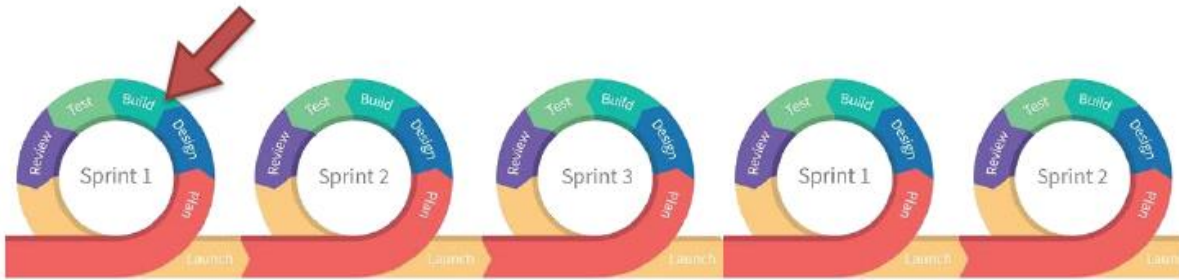 Test
Build
Design
Plan
Review
Sprint 1
Launch
Test
Build
Design
Plan
Review
Sprint 2
Launch
Test
Build
Design
Plan
Review
Sprint 3
Launch
Test
Build
Design
Plan
Review
Sprint 1
Launch
Test
Build
Design
Plan
Review
Sprint 2
Laun